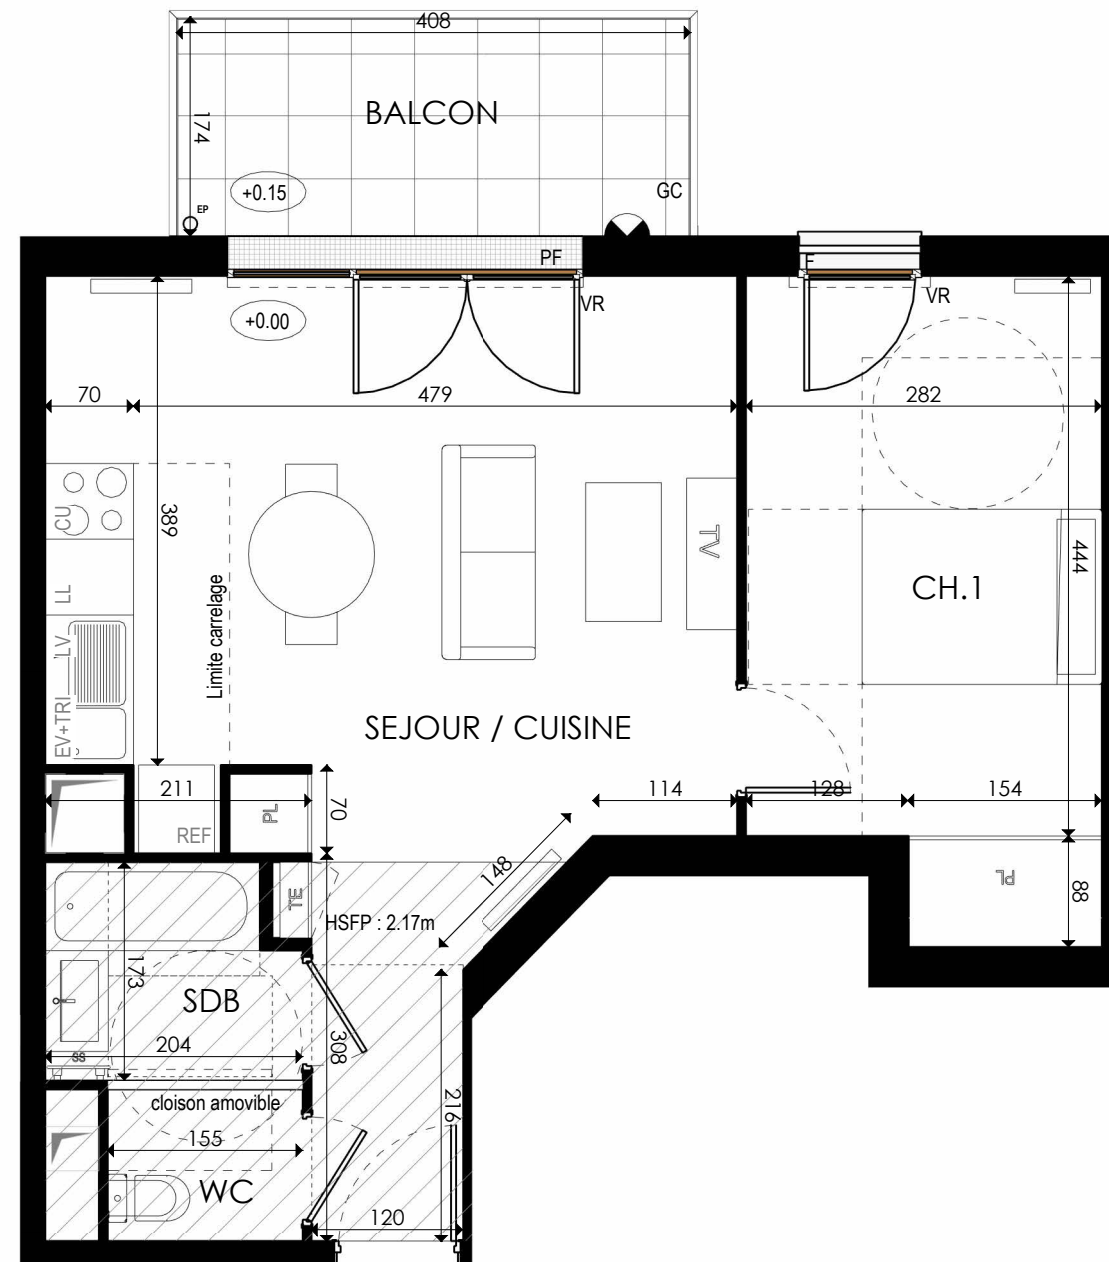 408
BALCON
174
+0.15
EP
GC
PF
F
+0.00
VR
VR
70
479
282
389
CU
LL
LV
EV+TRI
Limite carrelage
TV
444
CH.1
SEJOUR / CUISINE
211
REF
PL
70
114
128
154
PL
88
148
TE
HSFP : 2.17m
173
SDB
204
SS
308
216
cloison amovible
155
WC
120